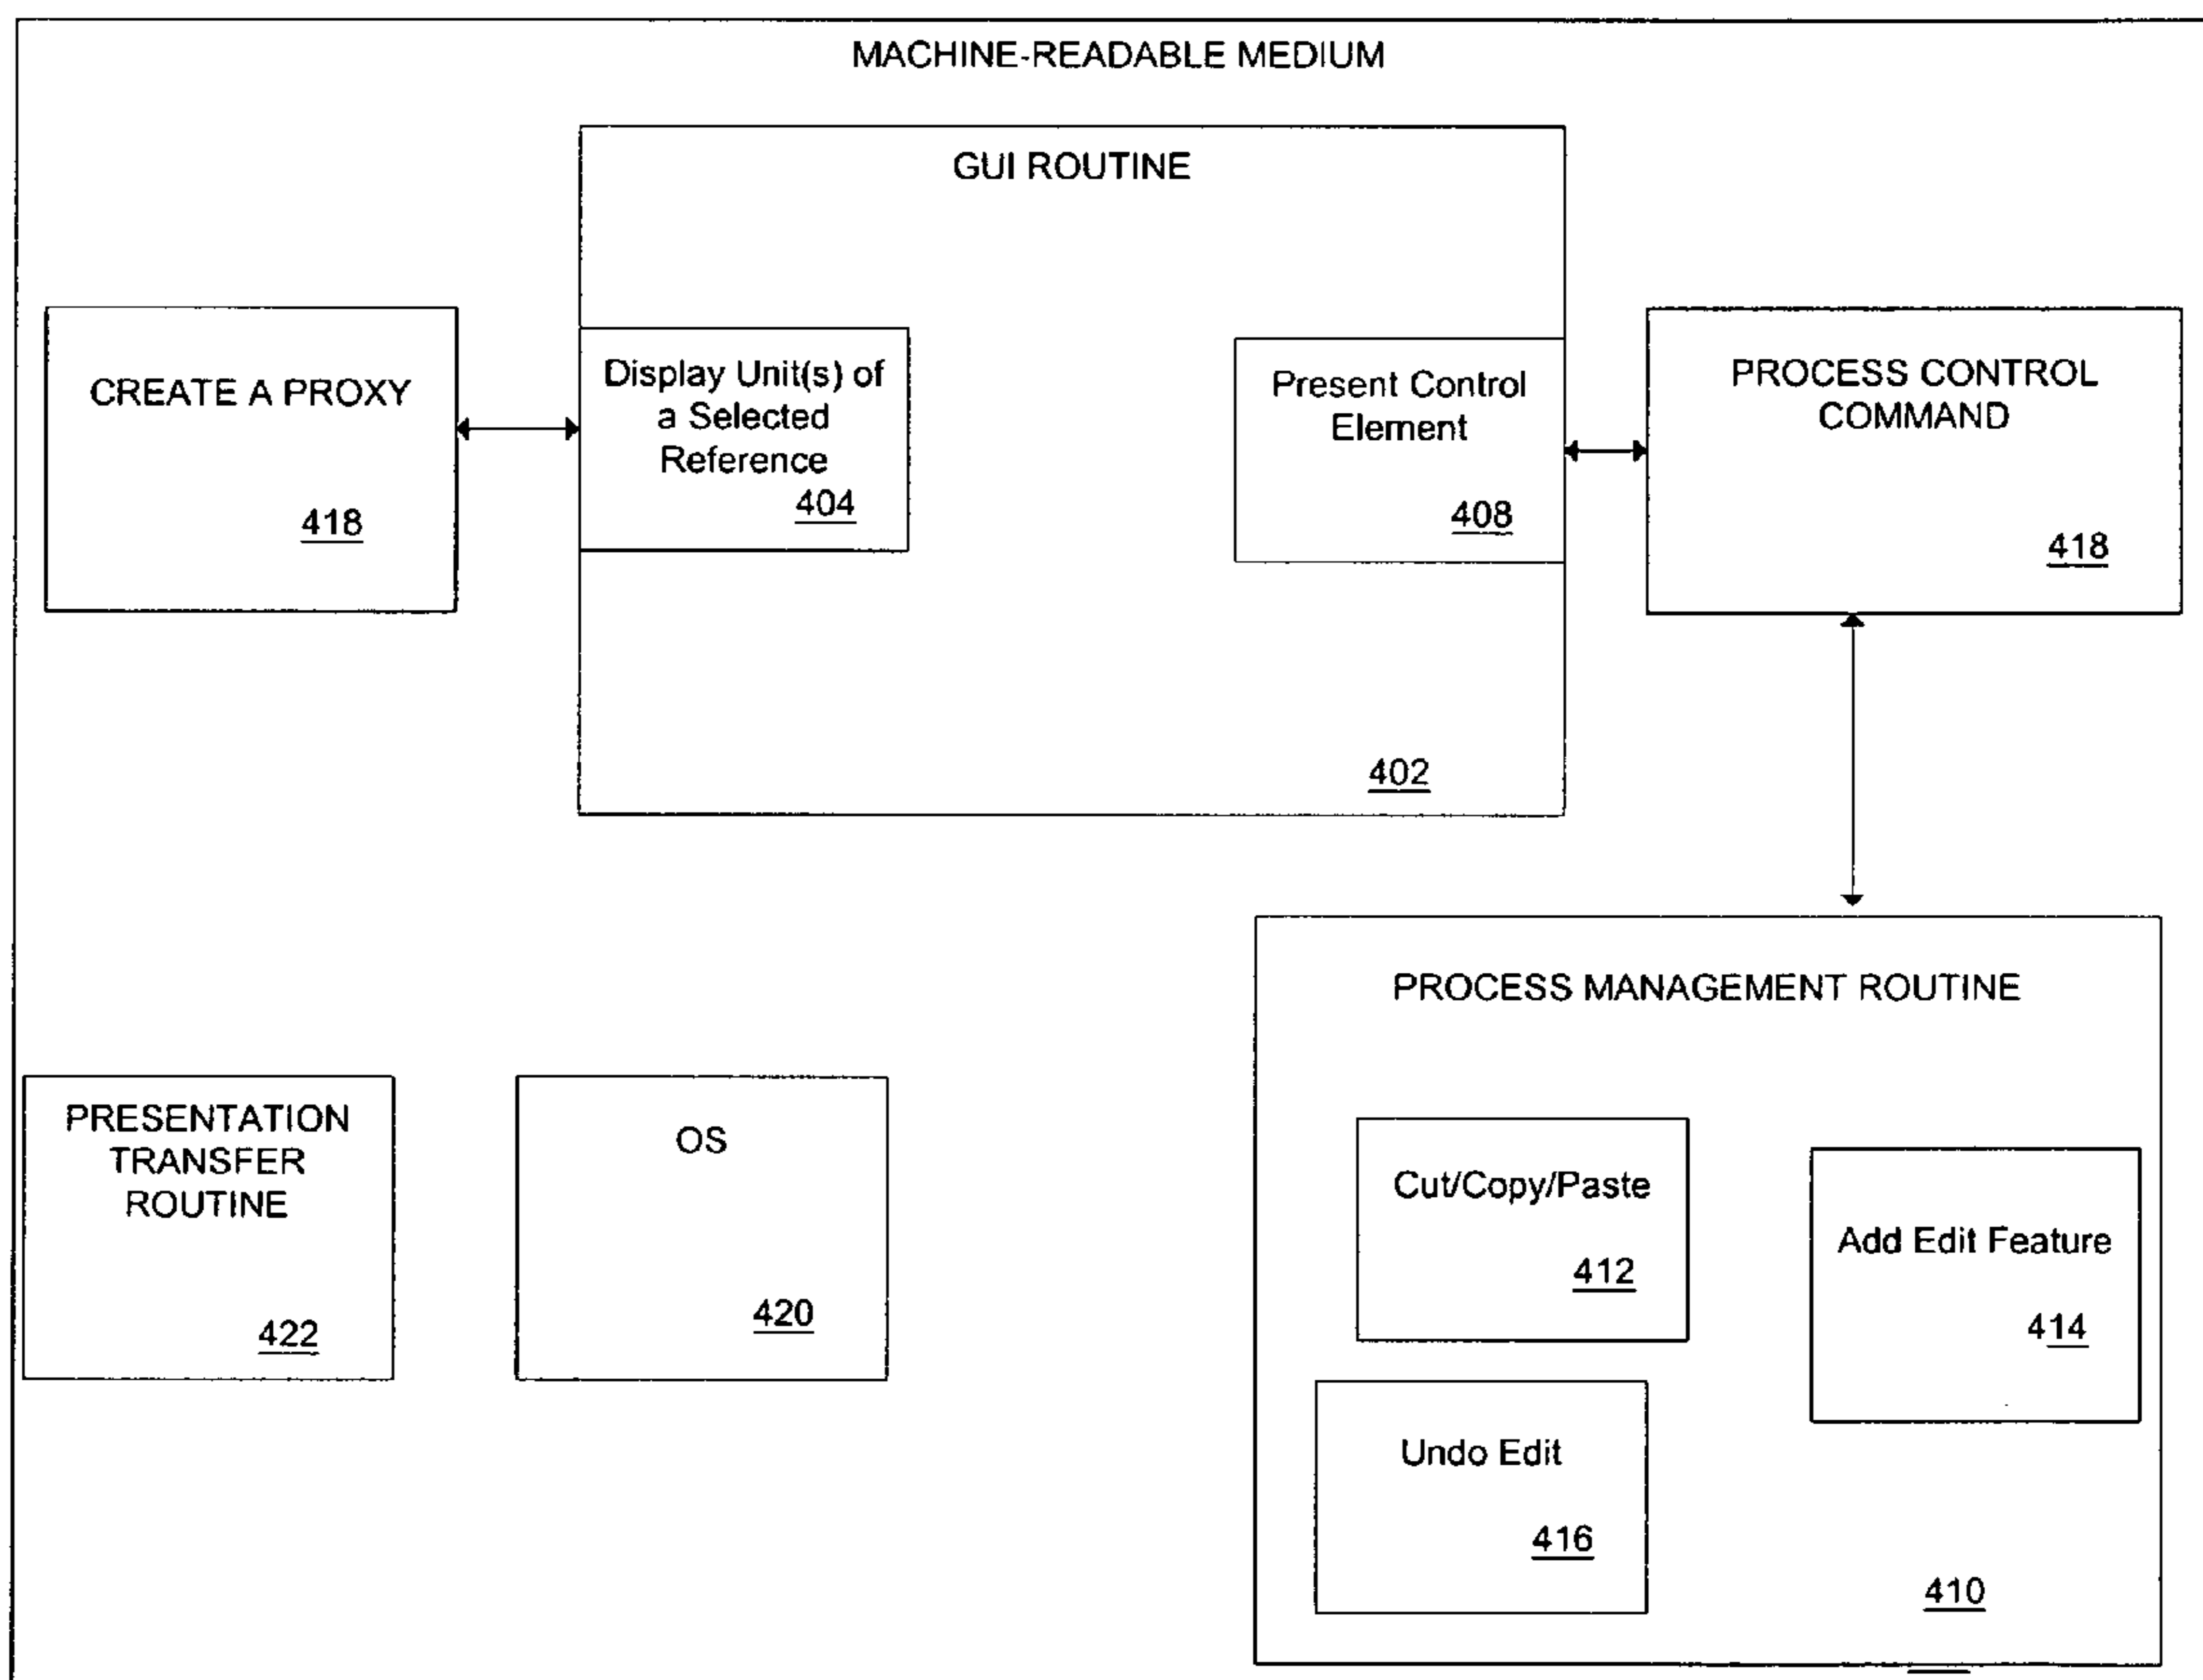 MACHINE-READABLE MEDIUM
GUI ROUTINE
CREATE A PROXY
418
Display Unit(s) of
a Selected
Reference
404
Present Control
Element
408
PROCESS CONTROL
COMMAND
418
402
PROCESS MANAGEMENT ROUTINE
PRESENTATION
TRANSFER
ROUTINE
422
OS
420
Cut/Copy/Paste
412
Add Edit Feature
414
Undo Edit
416
410